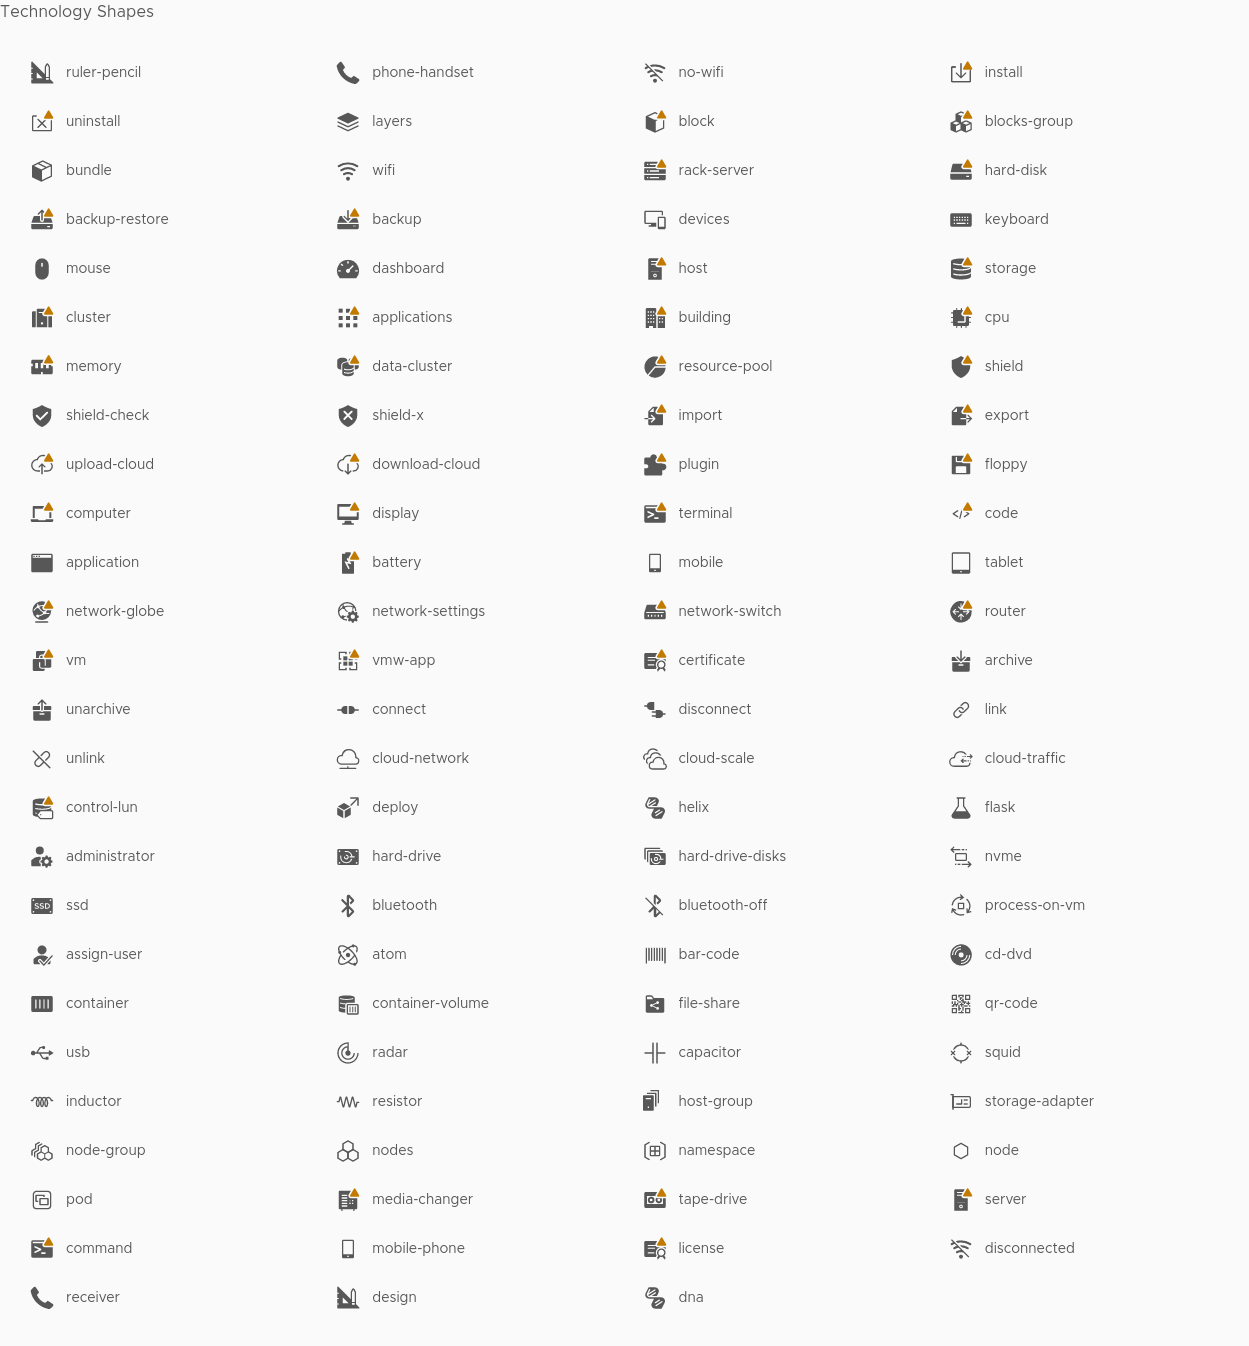 Technology Shapes
ruler-pencil phone-handset no-wifi install
uninstall layers block blocks-group
bundle wifi rack-server hard-disk
backup-restore backup devices keyboard
mouse dashboard host storage
cluster applications building cpu
memory data-cluster resource-pool shield
shield-check shield-x import export
upload-cloud download-cloud plugin floppy
computer display terminal code
application battery mobile tablet
network-globe network-settings network-switch router
vm vmw-app certificate archive
unarchive connect disconnect link
unlink cloud-network cloud-scale cloud-traffic
control-lun deploy helix flask
administrator hard-drive hard-drive-disks nvme
SSD ssd bluetooth bluetooth-off process-on-vm
assign-user atom bar-code cd-dvd
container container-volume file-share qr-code
usb radar capacitor squid
inductor resistor host-group storage-adapter
node-group nodes namespace node
pod media-changer tape-drive server
command mobile-phone license disconnected
receiver design dna